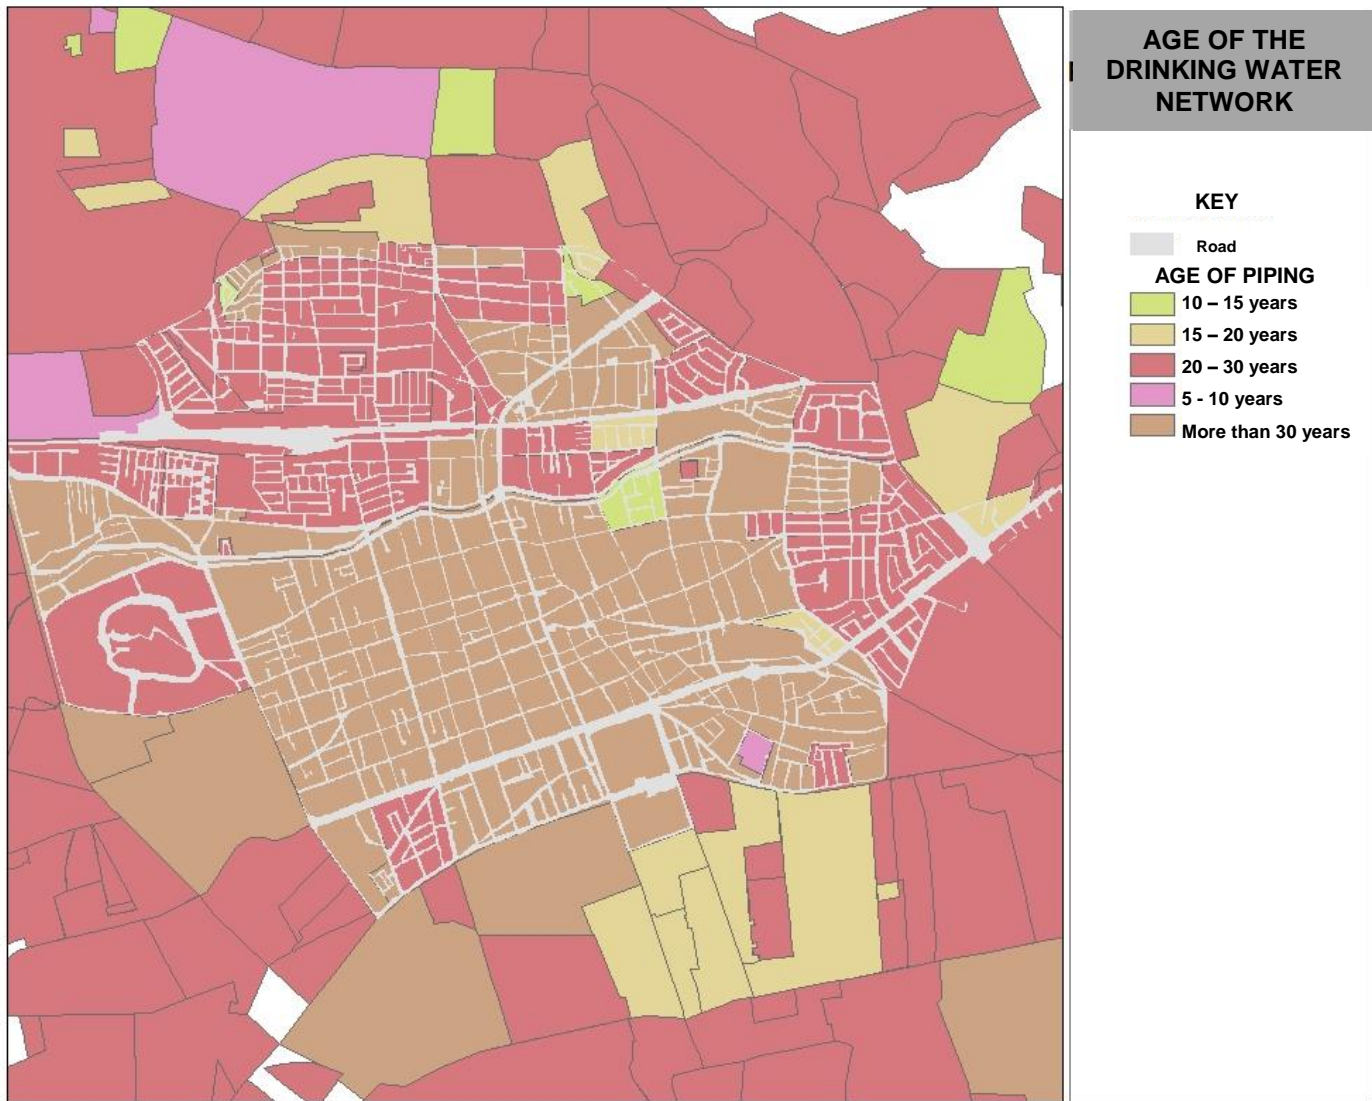 AGE OF THE
DRINKING WATER
NETWORK
KEY
Road
AGE OF PIPING
10 – 15 years
15 – 20 years
20 – 30 years
5 - 10 years
More than 30 years